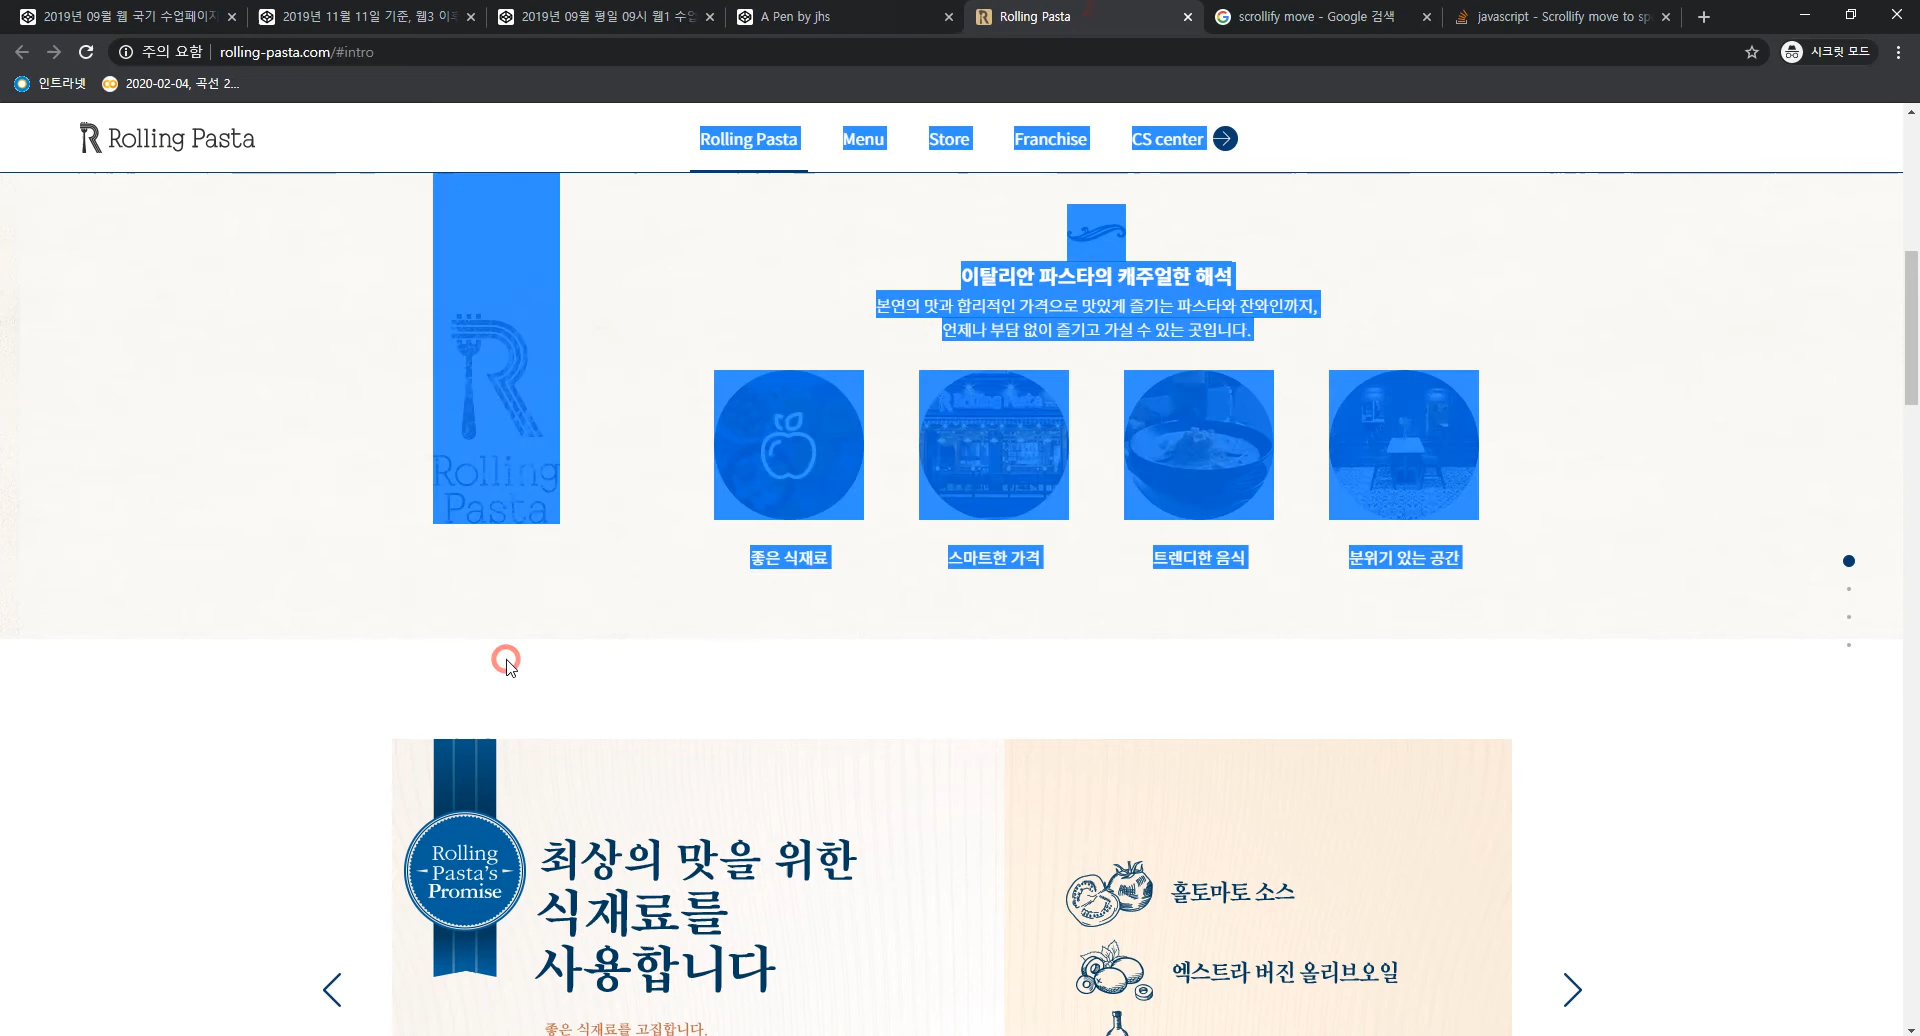 2019년 09월 웹 국기 수업페이지
2019년 11월 11일 기준, 웹3 이
2019년 09월 평일 09시 웹1 수업
A Pen by jhs
Rolling Pasta
scrollify move - Google 검색
javascript - Scrollify move to sp
주의 요함
rolling-pasta.com/#intro
시크릿 모드
인트라넷
2020-02-04, 곡선 2...
Rolling Pasta
Rolling Pasta
Menu
Store
Franchise
CS center
이탈리안 파스타의 캐주얼한 해석
본연의 맛과 합리적인 가격으로 맛있게 즐기는 파스타와 잔와인까지,
언제나 부담 없이 즐기고 가실 수 있는 곳입니다.
Rolling
Pasta
좋은 식재료
스마트한 가격
트렌디한 음식
분위기 있는 공간
Rolling
Pasta's
Promise
최상의 맛을 위한
식재료를
사용합니다
좋은 식재료를 고집합니다.
홀토마토 소스
엑스트라 버진 올리브오일